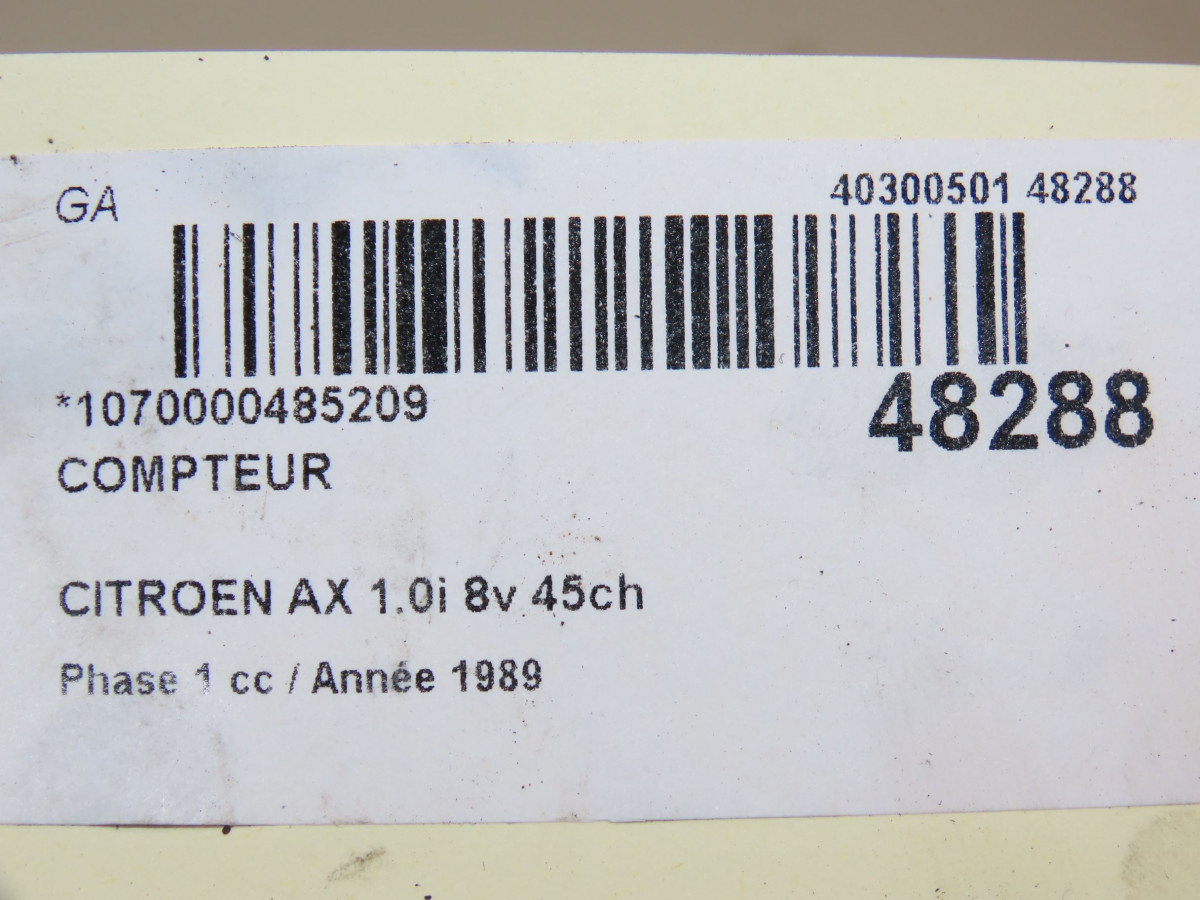 GA
40300501 48288
*1070000485209
48288
COMPTEUR
CITROEN AX 1.0i 8v 45ch
Phase 1 cc / Année 1989